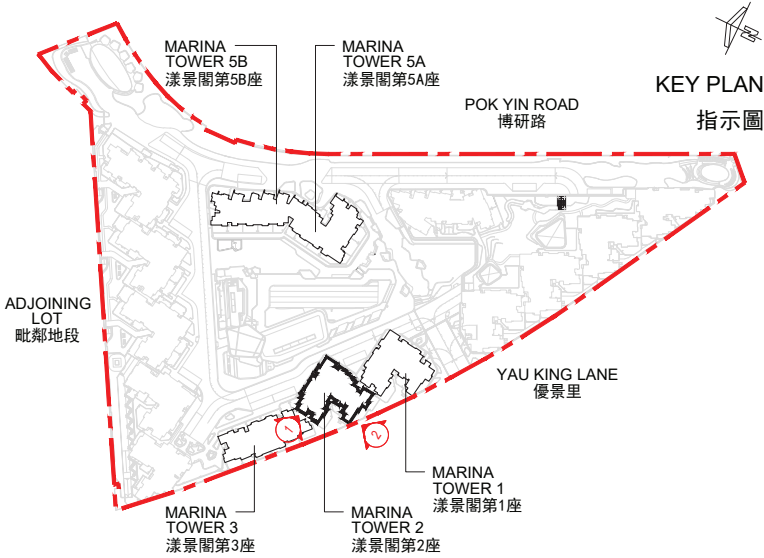 MARINA
TOWER 5B
漾景閣第5B座
MARINA
TOWER 5A
漾景閣第5A座
KEY PLAN
指示圖
POK YIN ROAD
博研路
ADJOINING
LOT
毗鄰地段
YAU KING LANE
優景里
1
2
MARINA
TOWER 1
漾景閣第1座
MARINA
TOWER 3
漾景閣第3座
MARINA
TOWER 2
漾景閣第2座